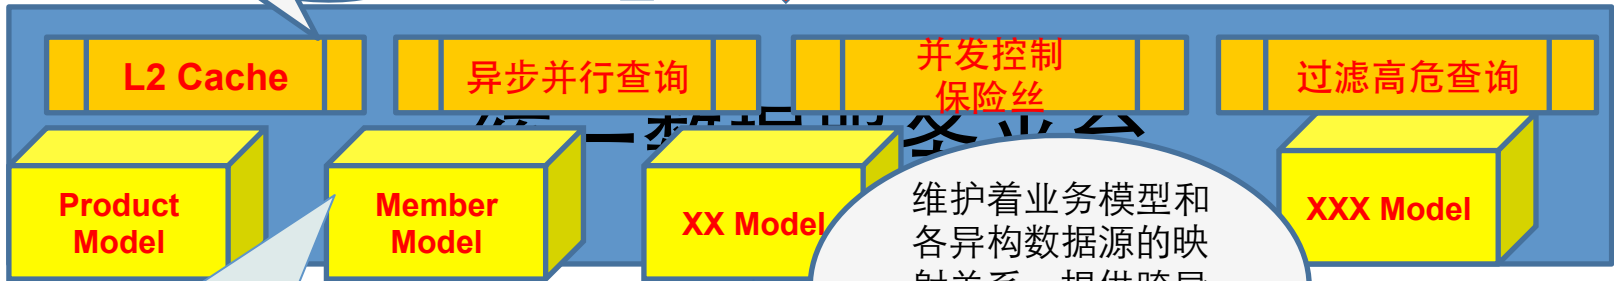 L2 Cache
异步并行查询
并发控制
保险丝
过滤高危查询
Product
Model
Member
Model
XX Model
维护着业务模型和
各异构数据源的映
XXX Model